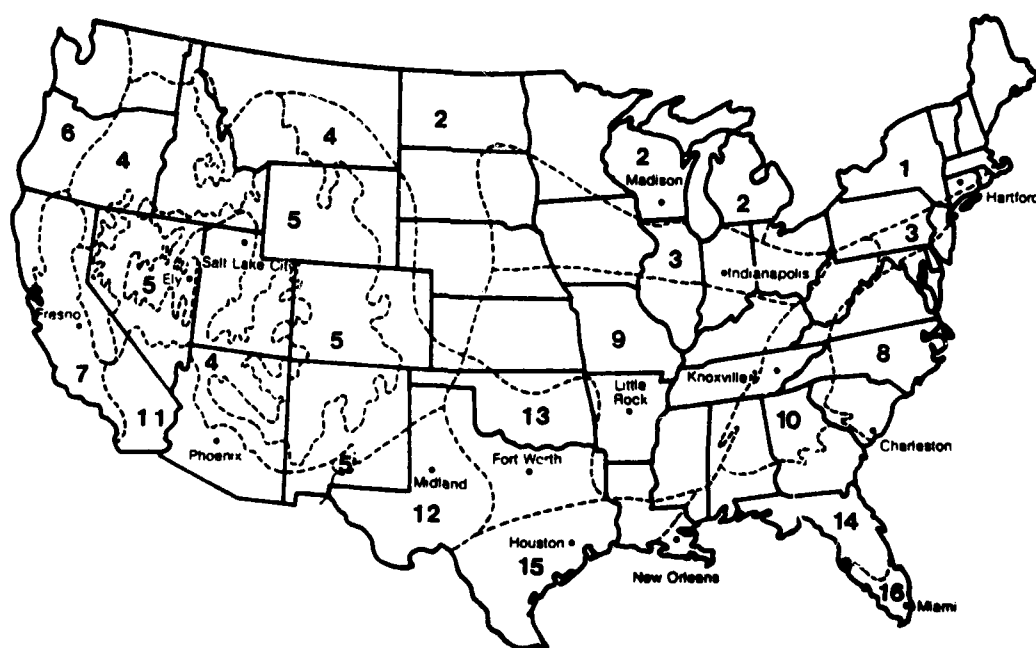 6
4
4
2
2
Madison
2
1
Hartford
3
5
Salt Lake City
Ely
5
3
Indianapolis
Fresno
7
5
9
8
4
Knoxville
Little
Rock
11
13
10
Phoenix
5
Midland
Fort Worth
Charleston
12
14
Houston
15
New Orleans
16
Miami